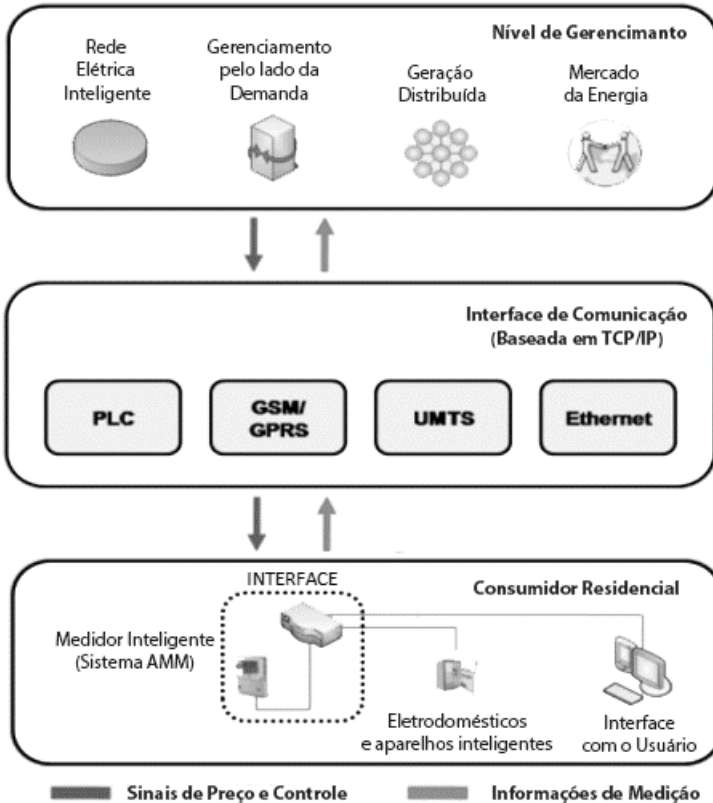 Nível de Gerencimanto
Rede
Elétrica
Inteligente
Gerenciamento
pelo lado da
Demanda
Geração
Distribuída
Mercado
da Energia
Interface de Comunicação
(Baseada em TCP/IP)
PLC
GSM/
GPRS
UMTS
Ethernet
INTERFACE
Consumidor Residencial
Medidor Inteligente
(Sistema AMM)
Eletrodomésticos
e aparelhos inteligentes
Interface
com o Usuário
Sinais de Preço e Controle
Informações de Medição